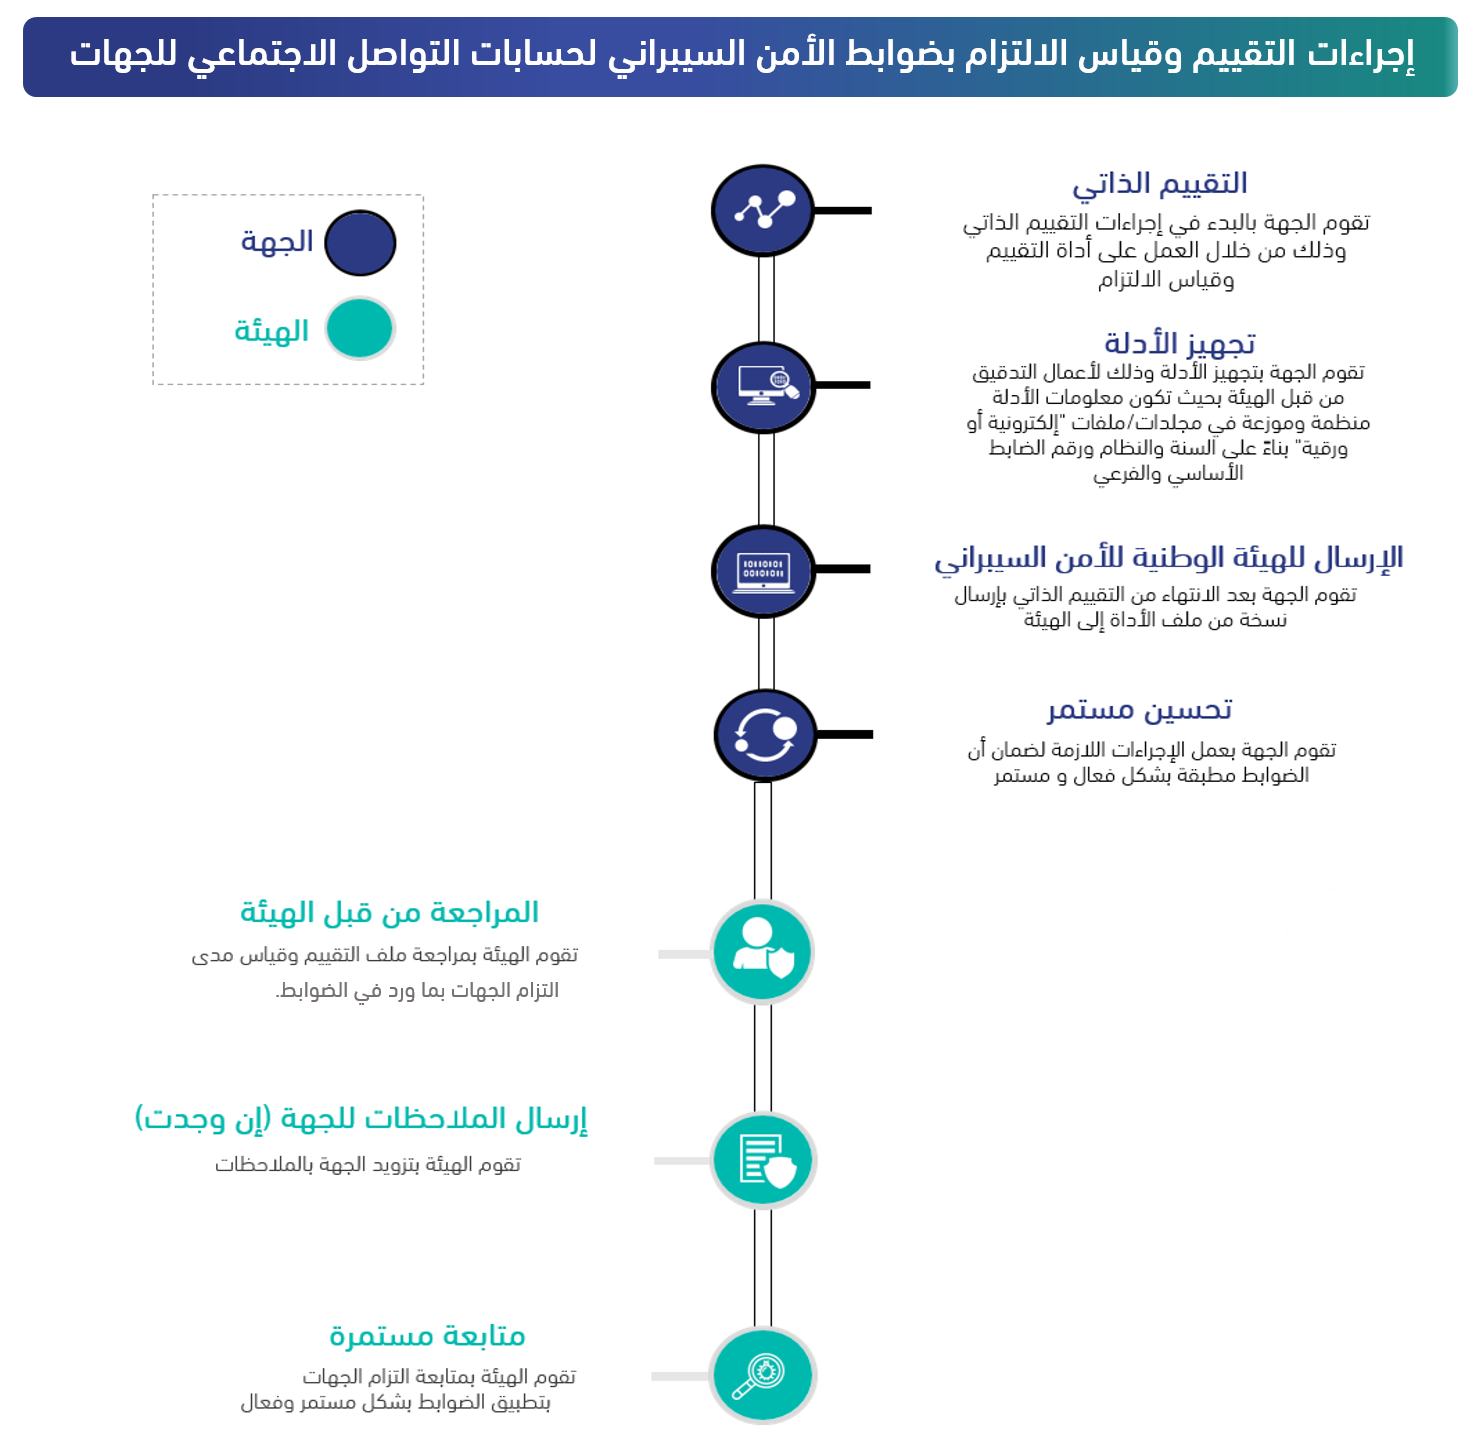 إجراءات التقييم وقياس الالتزام بضوابط الأمن السيبراني لحسابات التواصل الاجتماعي للجهات
الجهة
الهيئة
التقييم الذاتي
تقوم الجهة بالبدء في إجراءات التقييم الذاتي
وذلك من خلال العمل على أداة التقييم
وقياس الالتزام
تجهيز الأدلة
تقوم الجهة بتجهيز الأدلة وذلك لأعمال التدقيق
من قبل الهيئة بحيث تكون معلومات الأدلة
منظمة وموزعة في مجلدات/ملفات "إلكترونية أو
ورقية" بناءً على السنة والنظام ورقم الضابط
الأساسي والفرعي
الإرسال للهيئة الوطنية للأمن السيبراني
تقوم الجهة بعد الانتهاء من التقييم الذاتي بإرسال
نسخة من ملف الأداة إلى الهيئة
تحسين مستمر
تقوم الجهة بعمل الإجراءات اللازمة لضمان أن
الضوابط مطبقة بشكل فعال و مستمر
المراجعة من قبل الهيئة
تقوم الهيئة بمراجعة ملف التقييم وقياس مدى
التزام الجهات بما ورد في الضوابط.
إرسال الملاحظات للجهة (إن وجدت)
تقوم الهيئة بتزويد الجهة بالملاحظات
متابعة مستمرة
تقوم الهيئة بمتابعة التزام الجهات
بتطبيق الضوابط بشكل مستمر وفعال